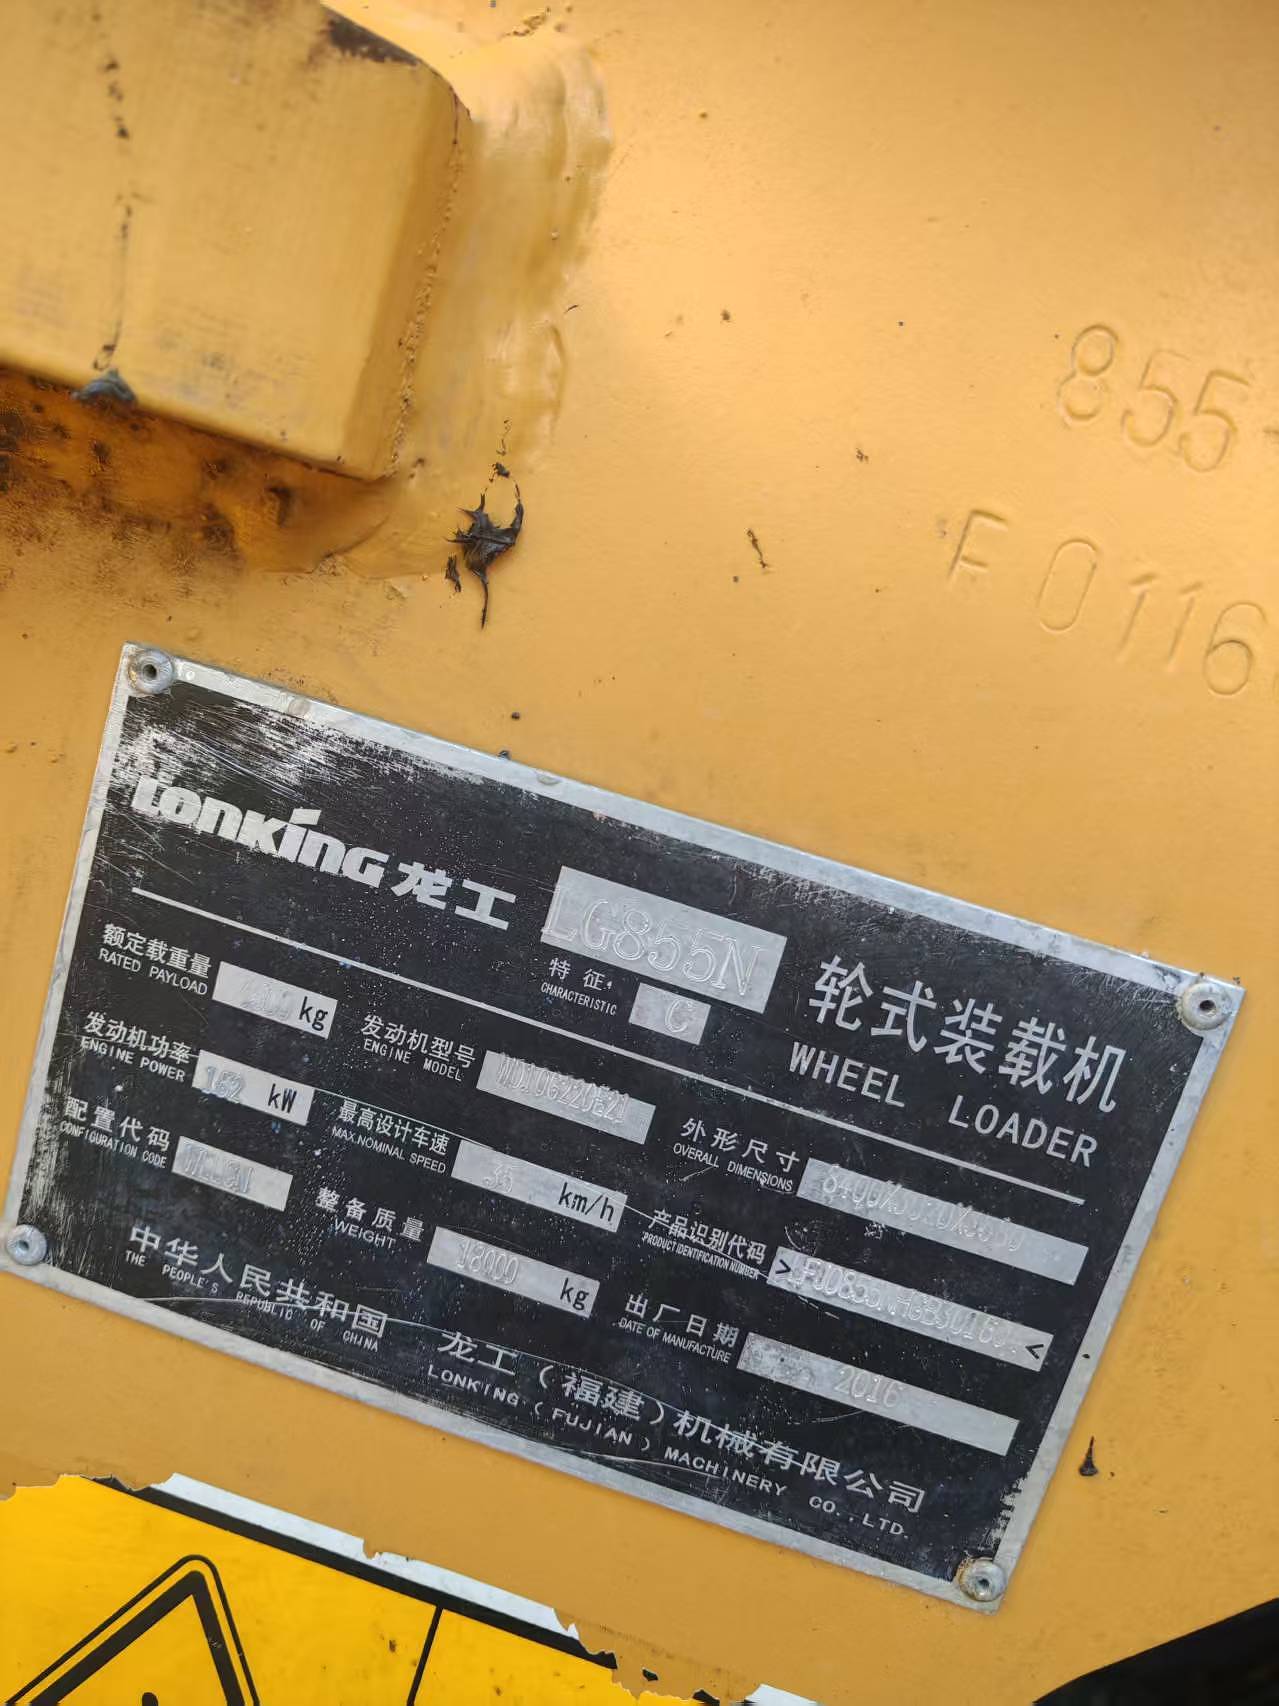 855
F0116
LONKING 龙工
LG855N
轮式装载机
WHEEL LOADER
特征:
CHARACTERISTIC
C
额定载重量
RATED PAYLOAD
kg
发动机型号
ENGINE MODEL
外形尺寸
OVERALL DIMENSIONS
发动机功率
ENGINE POWER
162 kW
最高设计车速
MAX.NOMINAL SPEED
35 km/h
产品识别代码
PRODUCT IDENTIFICATION NUMBER
配置代码
CONFIGURATION CODE
整备质量
WEIGHT
18000 kg
出厂日期
DATE OF MANUFACTURE
2016
中华人民共和国
THE PEOPLE'S REPUBLIC OF CHINA
龙工（福建）机械有限公司
LONKING (FUJIAN) MACHINERY CO.,LTD.